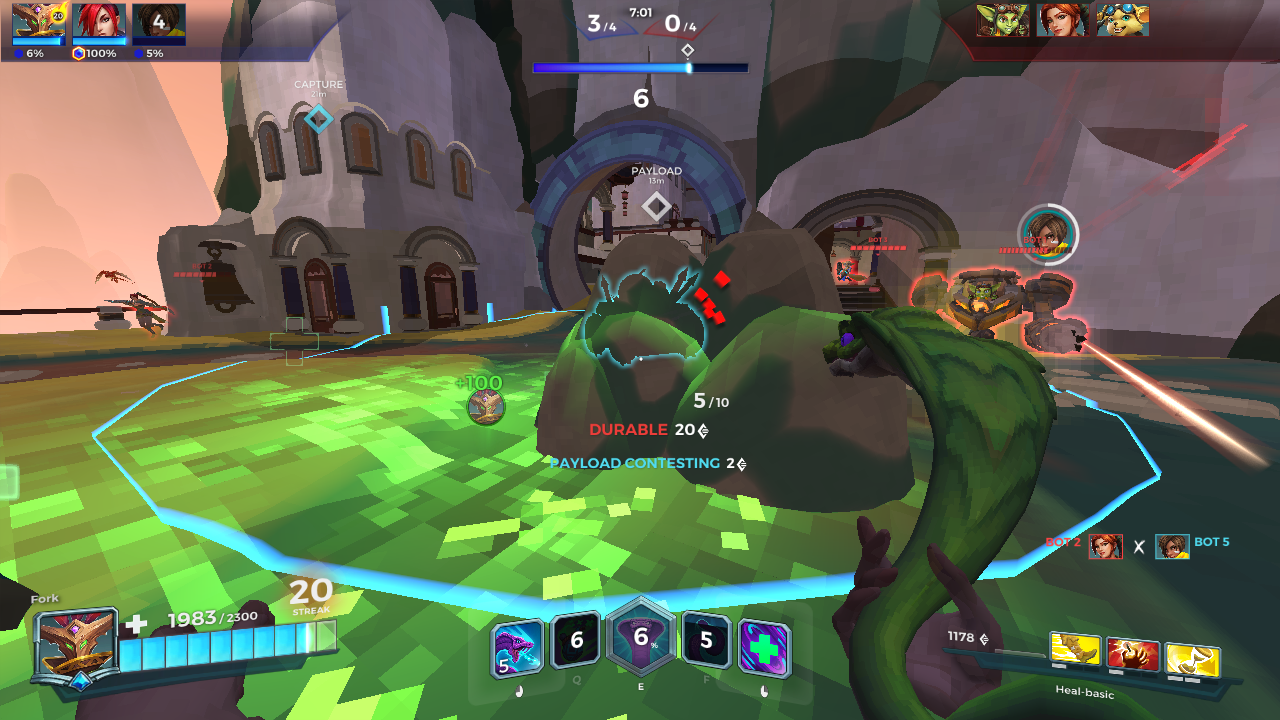 20
4
6%
100%
5%
3/4
7:01
0/4
6
CAPTURE
21m
PAYLOAD
13m
+100
5/10
DURABLE 20
PAYLOAD CONTESTING 2
BOT 2
BOT 5
Fork
1983/2300
20
STREAK
5
6
6%
5
Q
E
F
1178
Heal-basic